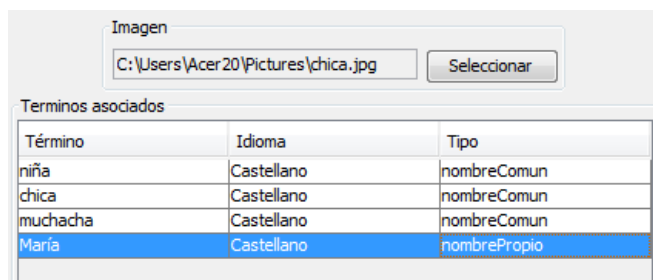 Imagen
C:\Users\Acer20\Pictures\chica.jpg Seleccionar
Terminos asociados
Término Idioma Tipo
niña Castellano nombreComun
chica Castellano nombreComun
muchacha Castellano nombreComun
María Castellano nombrePropio